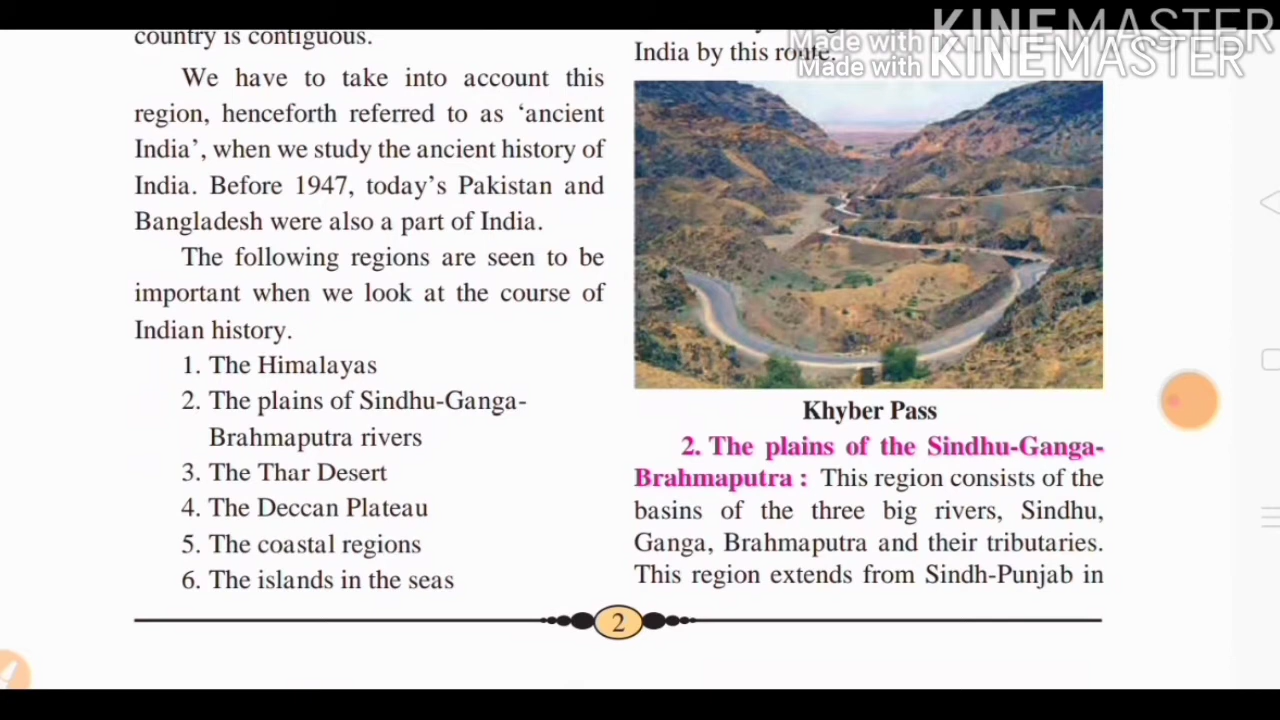 country is contiguous.
We have to take into account this
region, henceforth referred to as ‘ancient
India’, when we study the ancient history of
India. Before 1947, today’s Pakistan and
Bangladesh were also a part of India.
The following regions are seen to be
important when we look at the course of
Indian history.
1. The Himalayas
2. The plains of Sindhu-Ganga-
Brahmaputra rivers
3. The Thar Desert
4. The Deccan Plateau
5. The coastal regions
6. The islands in the seas
India by this route.
Khyber Pass
2. The plains of the Sindhu-Ganga-
Brahmaputra : This region consists of the
basins of the three big rivers, Sindhu,
Ganga, Brahmaputra and their tributaries.
This region extends from Sindh-Punjab in
2
Made with KINEMASTER
Made with KINEMASTER